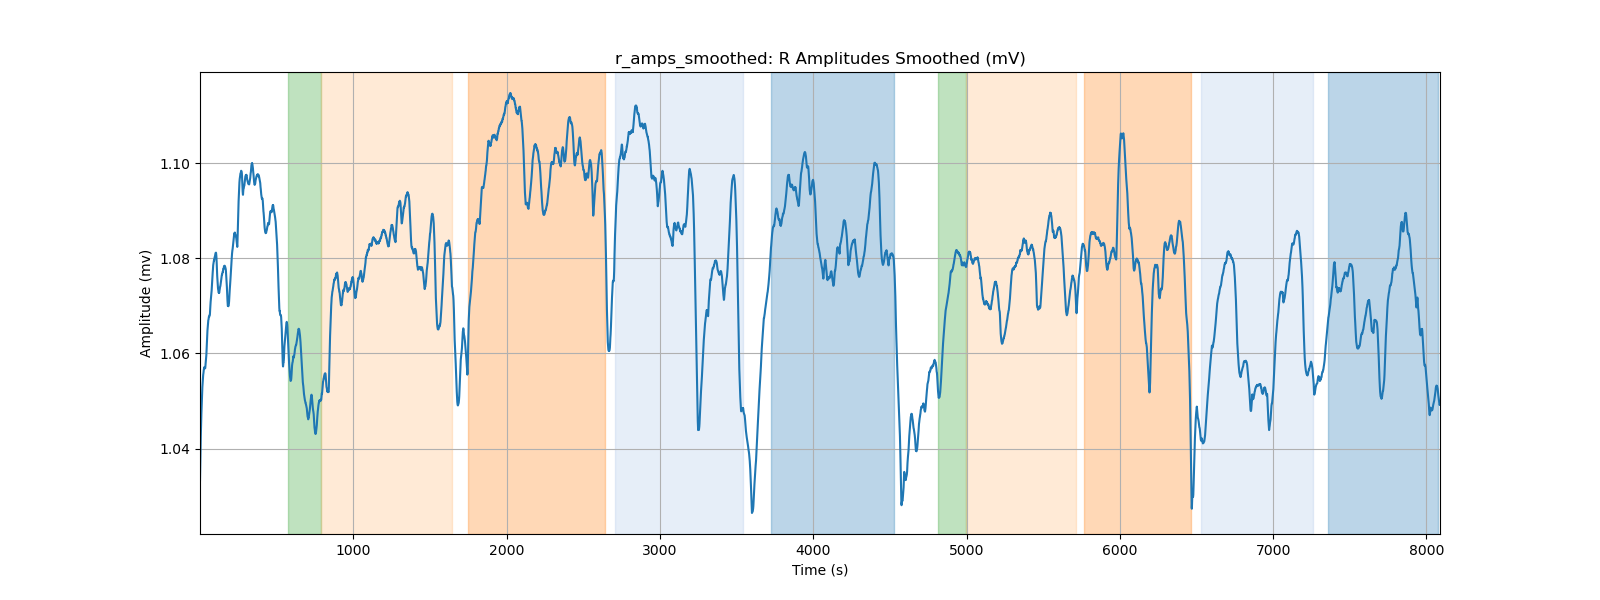 r_amps_smoothed: R Amplitudes Smoothed (mV)
Amplitude (mv)
1.10
1.08
1.06
1.04
1000 2000 3000 4000 5000 6000 7000 8000
Time (s)